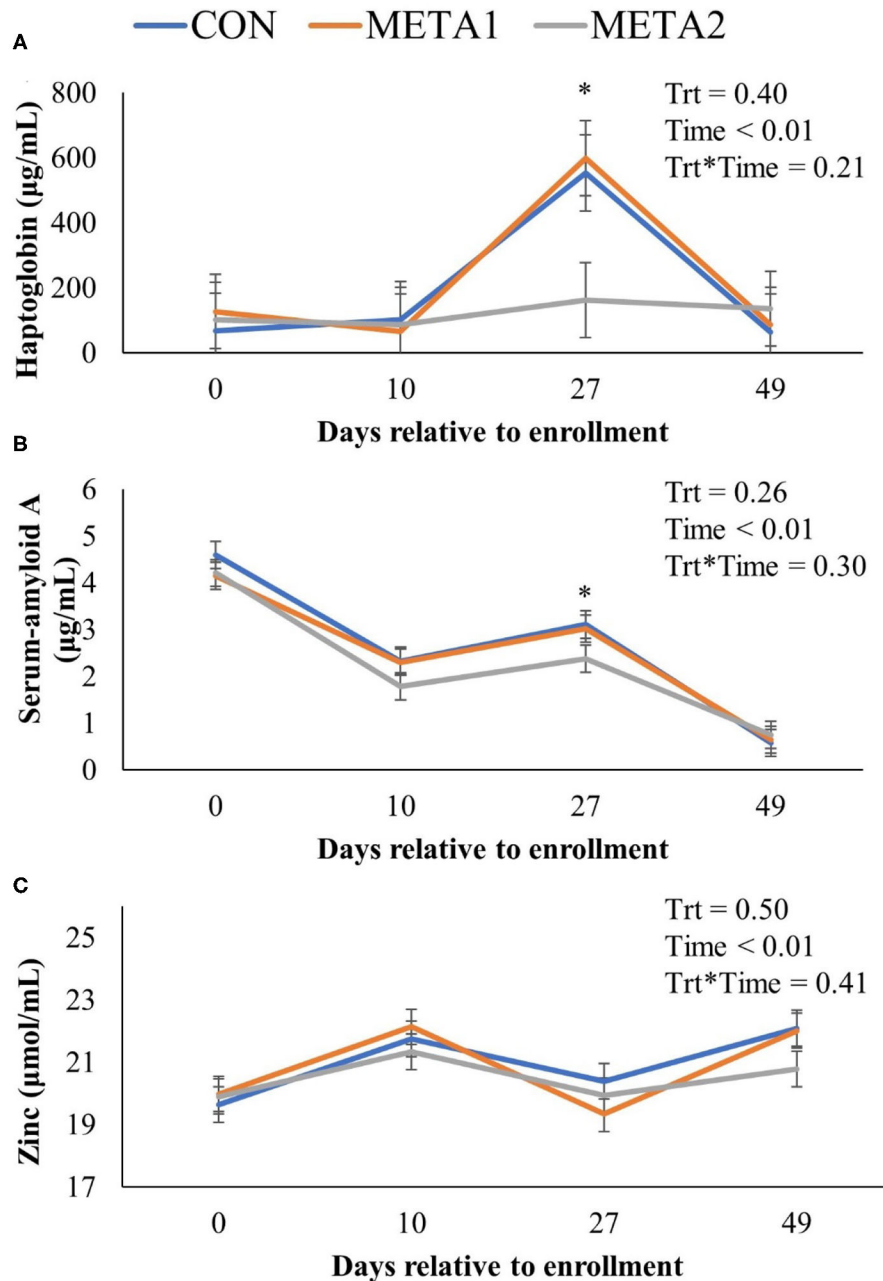 CON META1 META2
A
Haptoglobin (µg/mL)
800
600
400
200
0
*
Trt = 0.40
Time < 0.01
Trt*Time = 0.21
0 10 27 49
Days relative to enrollment
B
Serum-amyloid A
(µg/mL)
6
5
4
3
2
1
0
*
Trt = 0.26
Time < 0.01
Trt*Time = 0.30
0 10 27 49
Days relative to enrollment
C
Zinc (µmol/mL)
25
23
21
19
17
Trt = 0.50
Time < 0.01
Trt*Time = 0.41
0 10 27 49
Days relative to enrollment